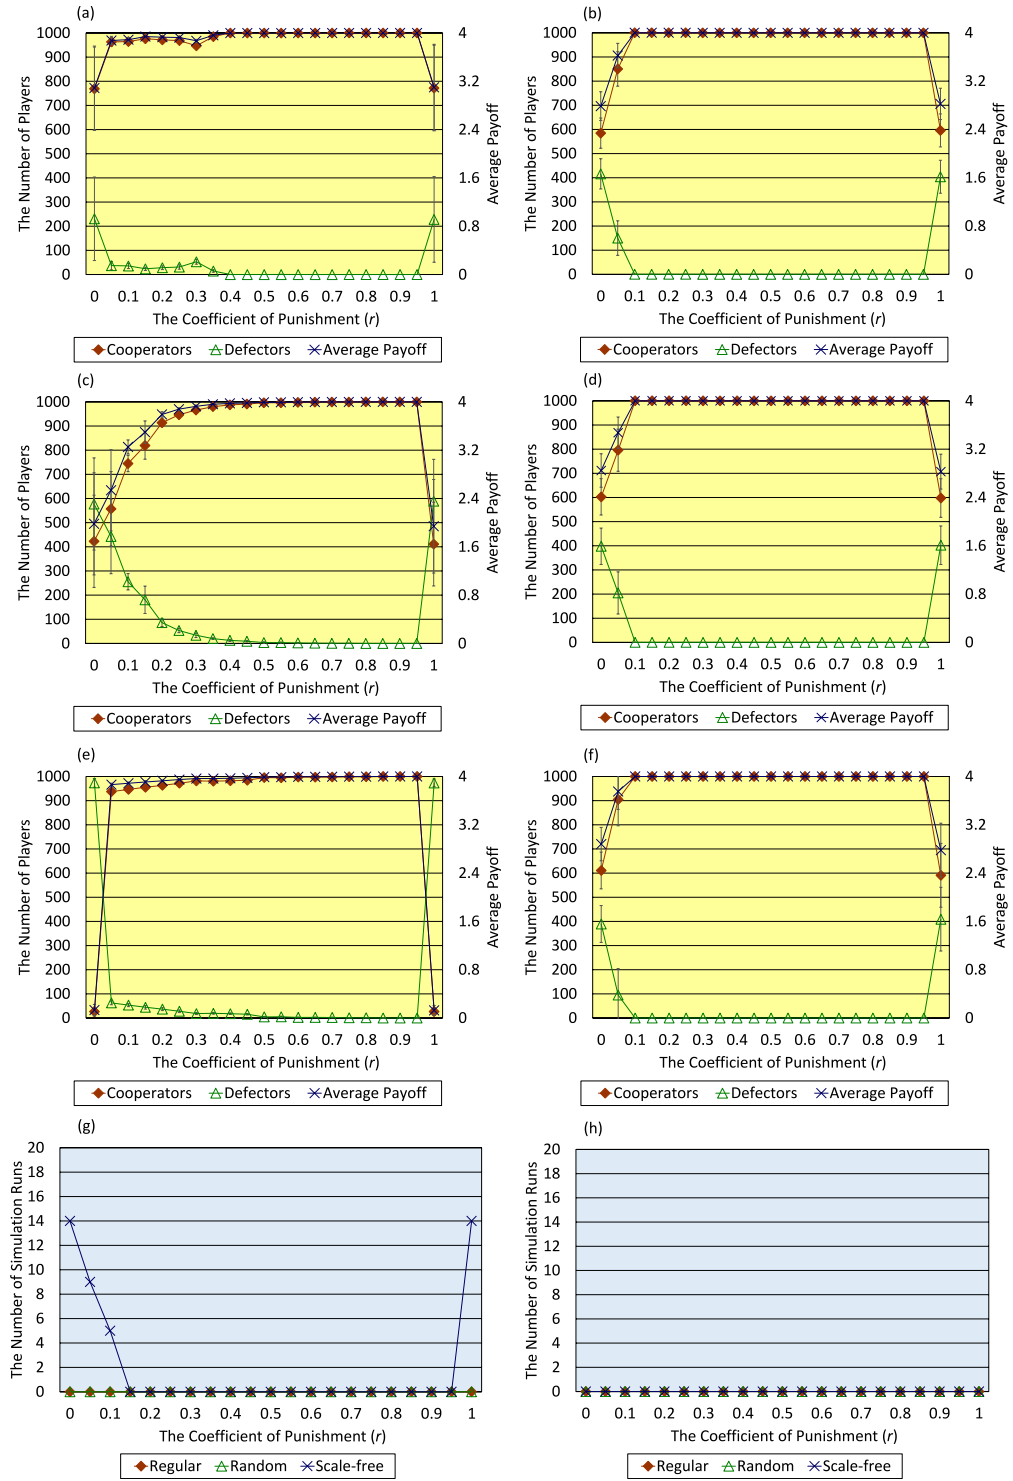 (a)
1000
900
800
700
600
500
400
300
200
100
0
4
3.2
2.4
1.6
0.8
0
The Number of Players
Average Payoff
0 0.1 0.2 0.3 0.4 0.5 0.6 0.7 0.8 0.9 1
The Coefficient of Punishment (r)
Cooperators Defectors Average Payoff
(b)
1000
900
800
700
600
500
400
300
200
100
0
4
3.2
2.4
1.6
0.8
0
The Number of Players
Average Payoff
0 0.1 0.2 0.3 0.4 0.5 0.6 0.7 0.8 0.9 1
The Coefficient of Punishment (r)
Cooperators Defectors Average Payoff
(c)
1000
900
800
700
600
500
400
300
200
100
0
4
3.2
2.4
1.6
0.8
0
The Number of Players
Average Payoff
0 0.1 0.2 0.3 0.4 0.5 0.6 0.7 0.8 0.9 1
The Coefficient of Punishment (r)
Cooperators Defectors Average Payoff
(d)
1000
900
800
700
600
500
400
300
200
100
0
4
3.2
2.4
1.6
0.8
0
The Number of Players
Average Payoff
0 0.1 0.2 0.3 0.4 0.5 0.6 0.7 0.8 0.9 1
The Coefficient of Punishment (r)
Cooperators Defectors Average Payoff
(e)
1000
900
800
700
600
500
400
300
200
100
0
4
3.2
2.4
1.6
0.8
0
The Number of Players
Average Payoff
0 0.1 0.2 0.3 0.4 0.5 0.6 0.7 0.8 0.9 1
The Coefficient of Punishment (r)
Cooperators Defectors Average Payoff
(f)
1000
900
800
700
600
500
400
300
200
100
0
4
3.2
2.4
1.6
0.8
0
The Number of Players
Average Payoff
0 0.1 0.2 0.3 0.4 0.5 0.6 0.7 0.8 0.9 1
The Coefficient of Punishment (r)
Cooperators Defectors Average Payoff
(g)
20
18
16
14
12
10
8
6
4
2
0
The Number of Simulation Runs
0 0.1 0.2 0.3 0.4 0.5 0.6 0.7 0.8 0.9 1
The Coefficient of Punishment (r)
Regular Random Scale-free
(h)
20
18
16
14
12
10
8
6
4
2
0
The Number of Simulation Runs
0 0.1 0.2 0.3 0.4 0.5 0.6 0.7 0.8 0.9 1
The Coefficient of Punishment (r)
Regular Random Scale-free